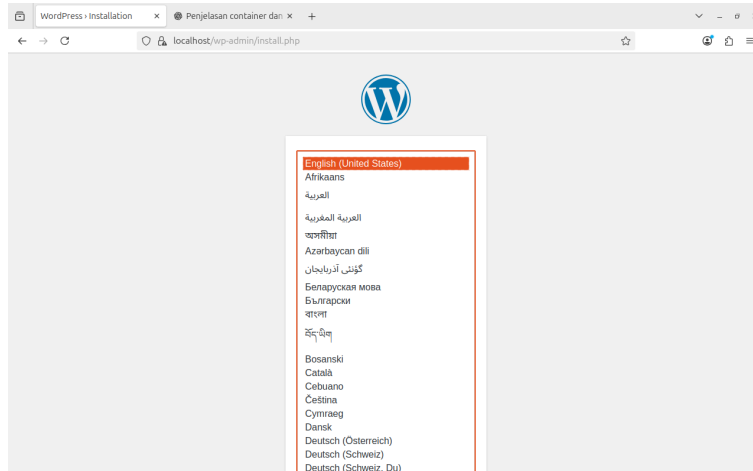 WordPress › Installation
Penjelasan container dan
localhost/wp-admin/install.php
English (United States)
Afrikaans
العربية
العربية المغربية
অসমীয়া
Azərbaycan dili
گؤنئی آذربایجان
Беларуская мова
Български
বাংলা
བོད་ཡིག
Bosanski
Català
Cebuano
Čeština
Cymraeg
Dansk
Deutsch (Österreich)
Deutsch (Schweiz)
Deutsch (Schweiz, Du)